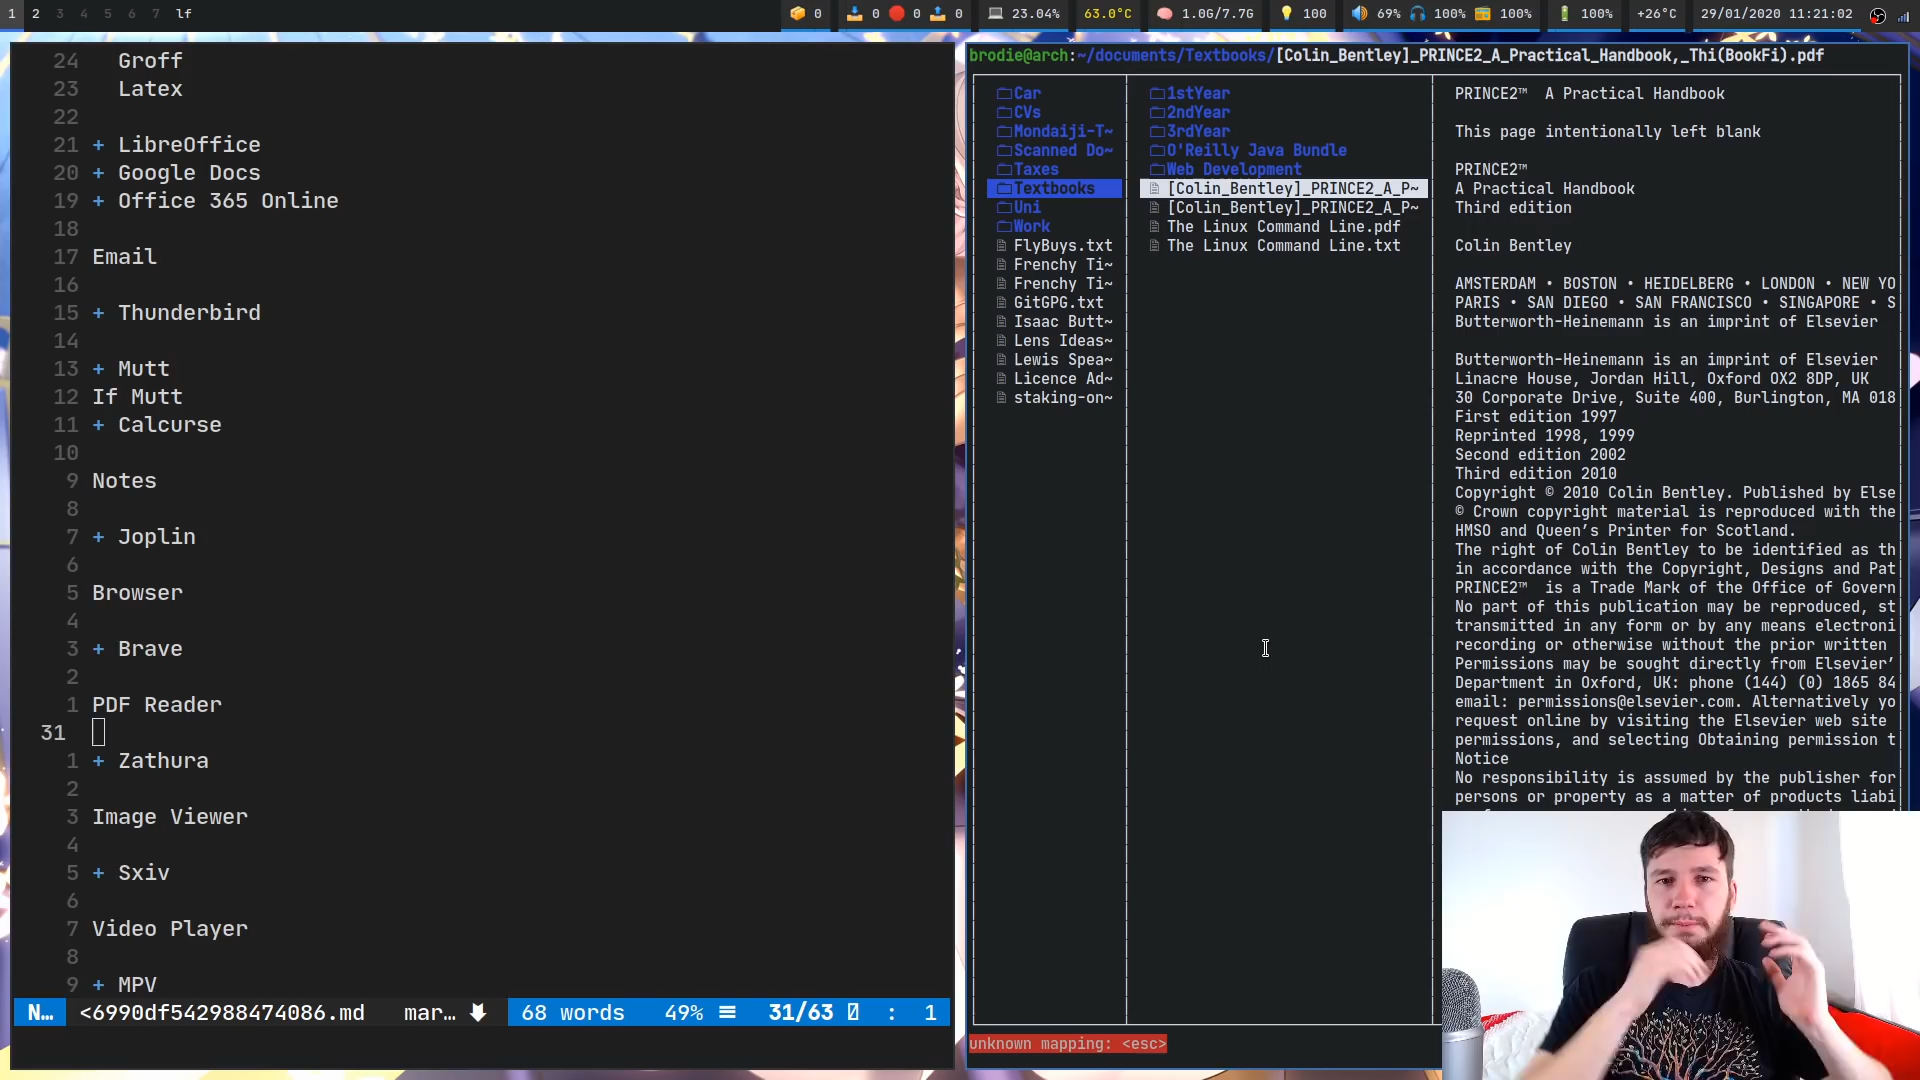 1 2 3 4 5 6 7 lf
0 0 0 0 23.04% 63.0°C 1.0G/7.7G 100 69% 100% 100% 100% +26°C 29/01/2020 11:21:02
24 Groff
23 Latex
22
21 + LibreOffice
20 + Google Docs
19 + Office 365 Online
18
17 Email
16
15 + Thunderbird
14
13 + Mutt
12 If Mutt
11 + Calcurse
10
9 Notes
8
7 + Joplin
6
5 Browser
4
3 + Brave
2
1 PDF Reader
31
1 + Zathura
2
3 Image Viewer
4
5 + Sxiv
6
7 Video Player
8
9 + MPV
N… <6990df542988474086.md mar… 68 words 49% 31/63 : 1
brodie@arch:~/documents/Textbooks/[Colin_Bentley]_PRINCE2_A_Practical_Handbook,_Thi(BookFi).pdf
Car
CVs
Mondaiji-T~
Scanned Do~
Taxes
Textbooks
Uni
Work
FlyBuys.txt
Frenchy Ti~
Frenchy Ti~
GitGPG.txt
Isaac Butt~
Lens Ideas~
Lewis Spea~
Licence Ad~
staking-on~
1stYear
2ndYear
3rdYear
O'Reilly Java Bundle
Web Development
[Colin_Bentley]_PRINCE2_A_P~
[Colin_Bentley]_PRINCE2_A_P~
The Linux Command Line.pdf
The Linux Command Line.txt
PRINCE2™ A Practical Handbook
This page intentionally left blank
PRINCE2™
A Practical Handbook
Third edition
Colin Bentley
AMSTERDAM • BOSTON • HEIDELBERG • LONDON • NEW YO
PARIS • SAN DIEGO • SAN FRANCISCO • SINGAPORE • S
Butterworth-Heinemann is an imprint of Elsevier
Butterworth-Heinemann is an imprint of Elsevier
Linacre House, Jordan Hill, Oxford OX2 8DP, UK
30 Corporate Drive, Suite 400, Burlington, MA 018
First edition 1997
Reprinted 1998, 1999
Second edition 2002
Third edition 2010
Copyright © 2010 Colin Bentley. Published by Else
© Crown copyright material is reproduced with the
HMSO and Queen’s Printer for Scotland.
The right of Colin Bentley to be identified as th
in accordance with the Copyright, Designs and Pat
PRINCE2™ is a Trade Mark of the Office of Govern
No part of this publication may be reproduced, st
transmitted in any form or by any means electroni
recording or otherwise without the prior written
Permissions may be sought directly from Elsevier’
Department in Oxford, UK: phone (144) (0) 1865 84
email: permissions@elsevier.com. Alternatively yo
request online by visiting the Elsevier web site
permissions, and selecting Obtaining permission t
Notice
No responsibility is assumed by the publisher for
persons or property as a matter of products liabi
unknown mapping: <esc>